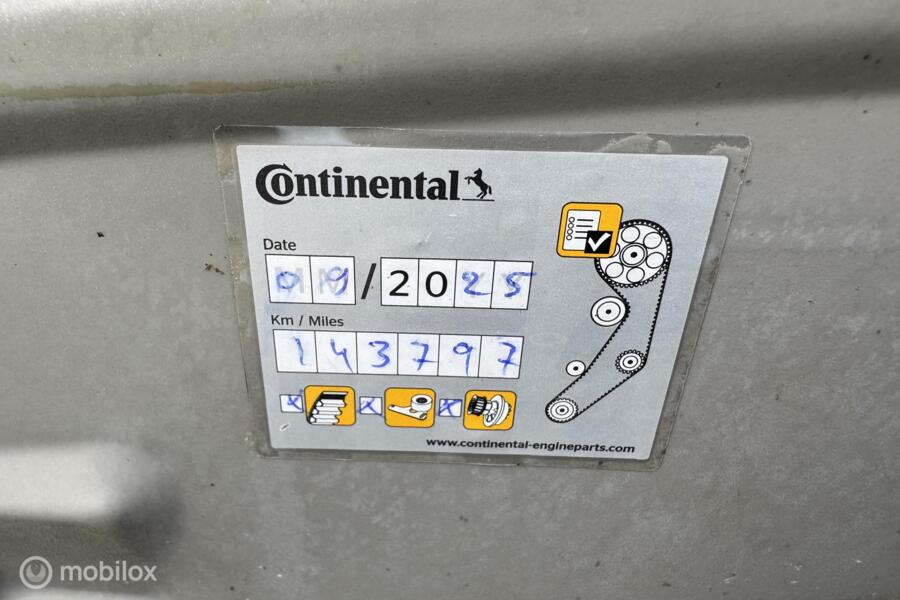 Continental
Date
09/2025
Km / Miles
143797
www.continental-engineparts.com
mobilox